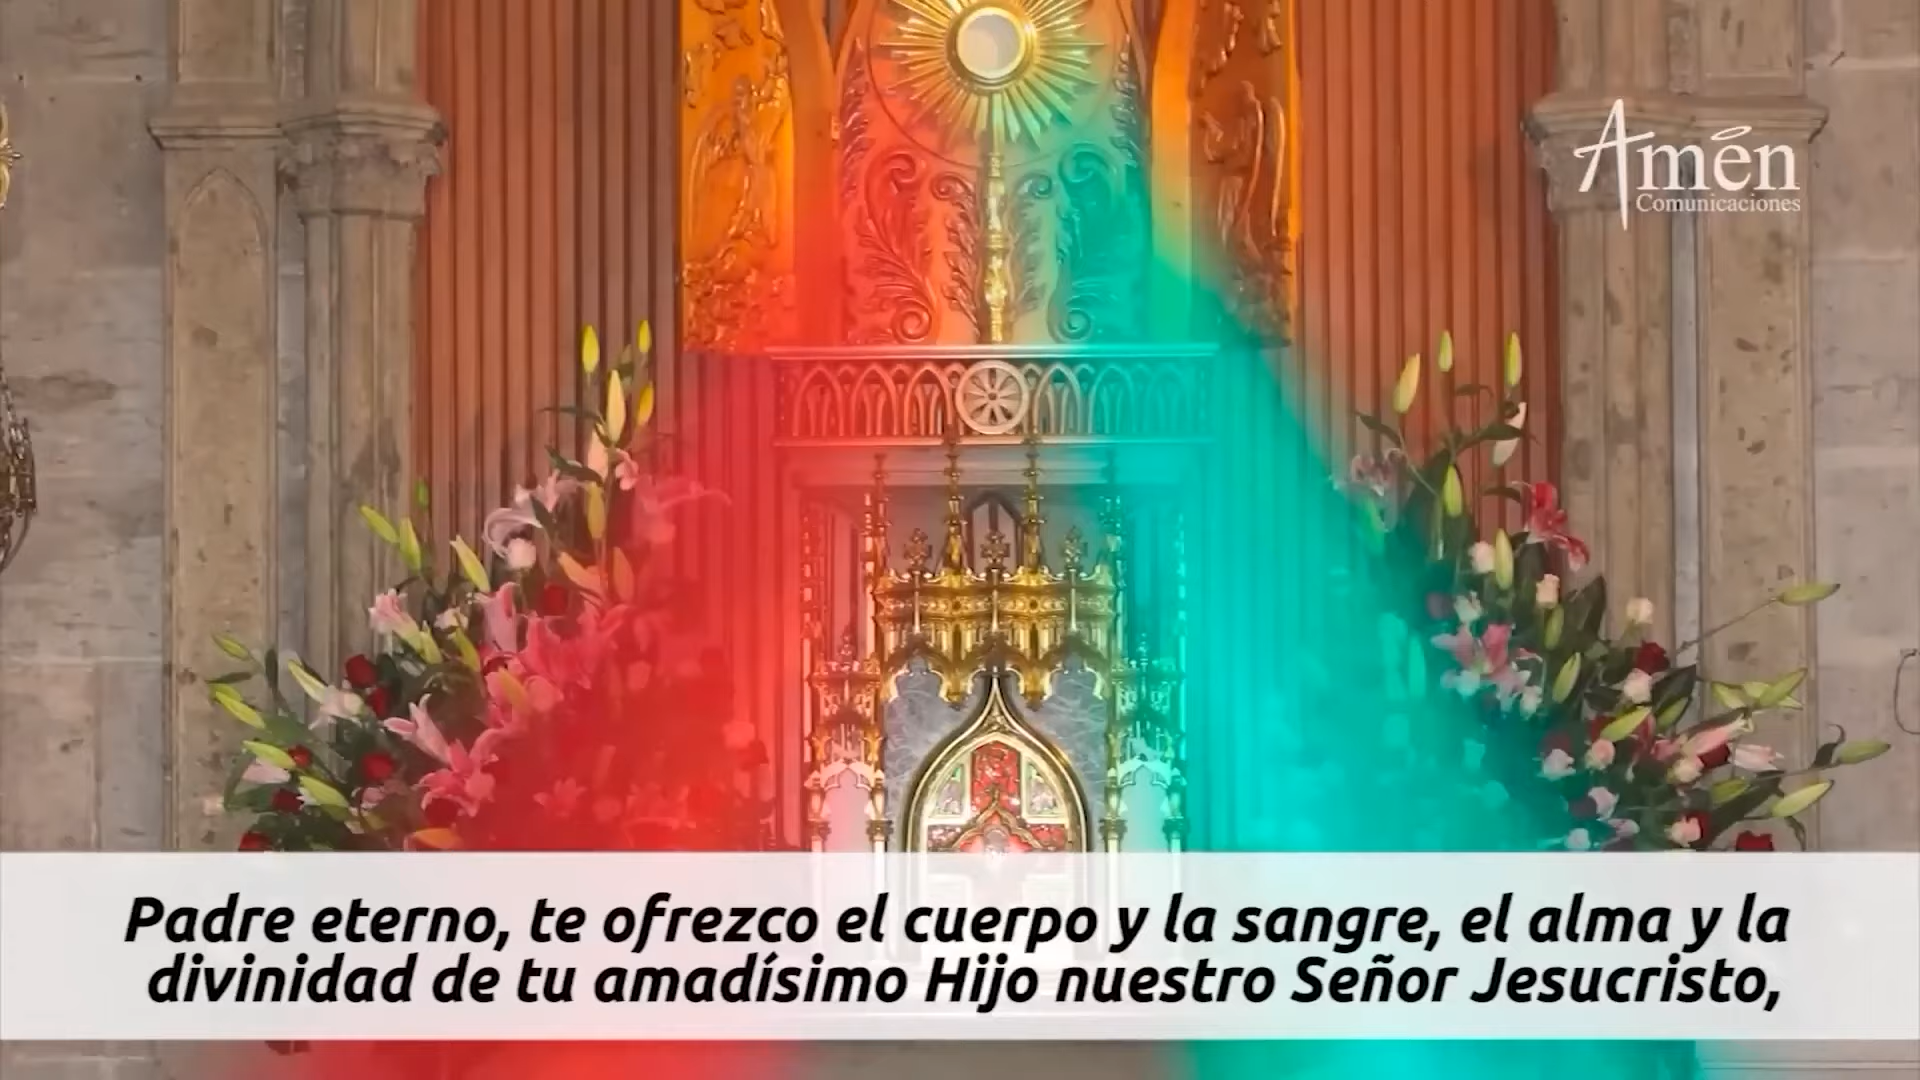 Amén
Comunicaciones
Padre eterno, te ofrezco el cuerpo y la sangre, el alma y la
divinidad de tu amadísimo Hijo nuestro Señor Jesucristo,